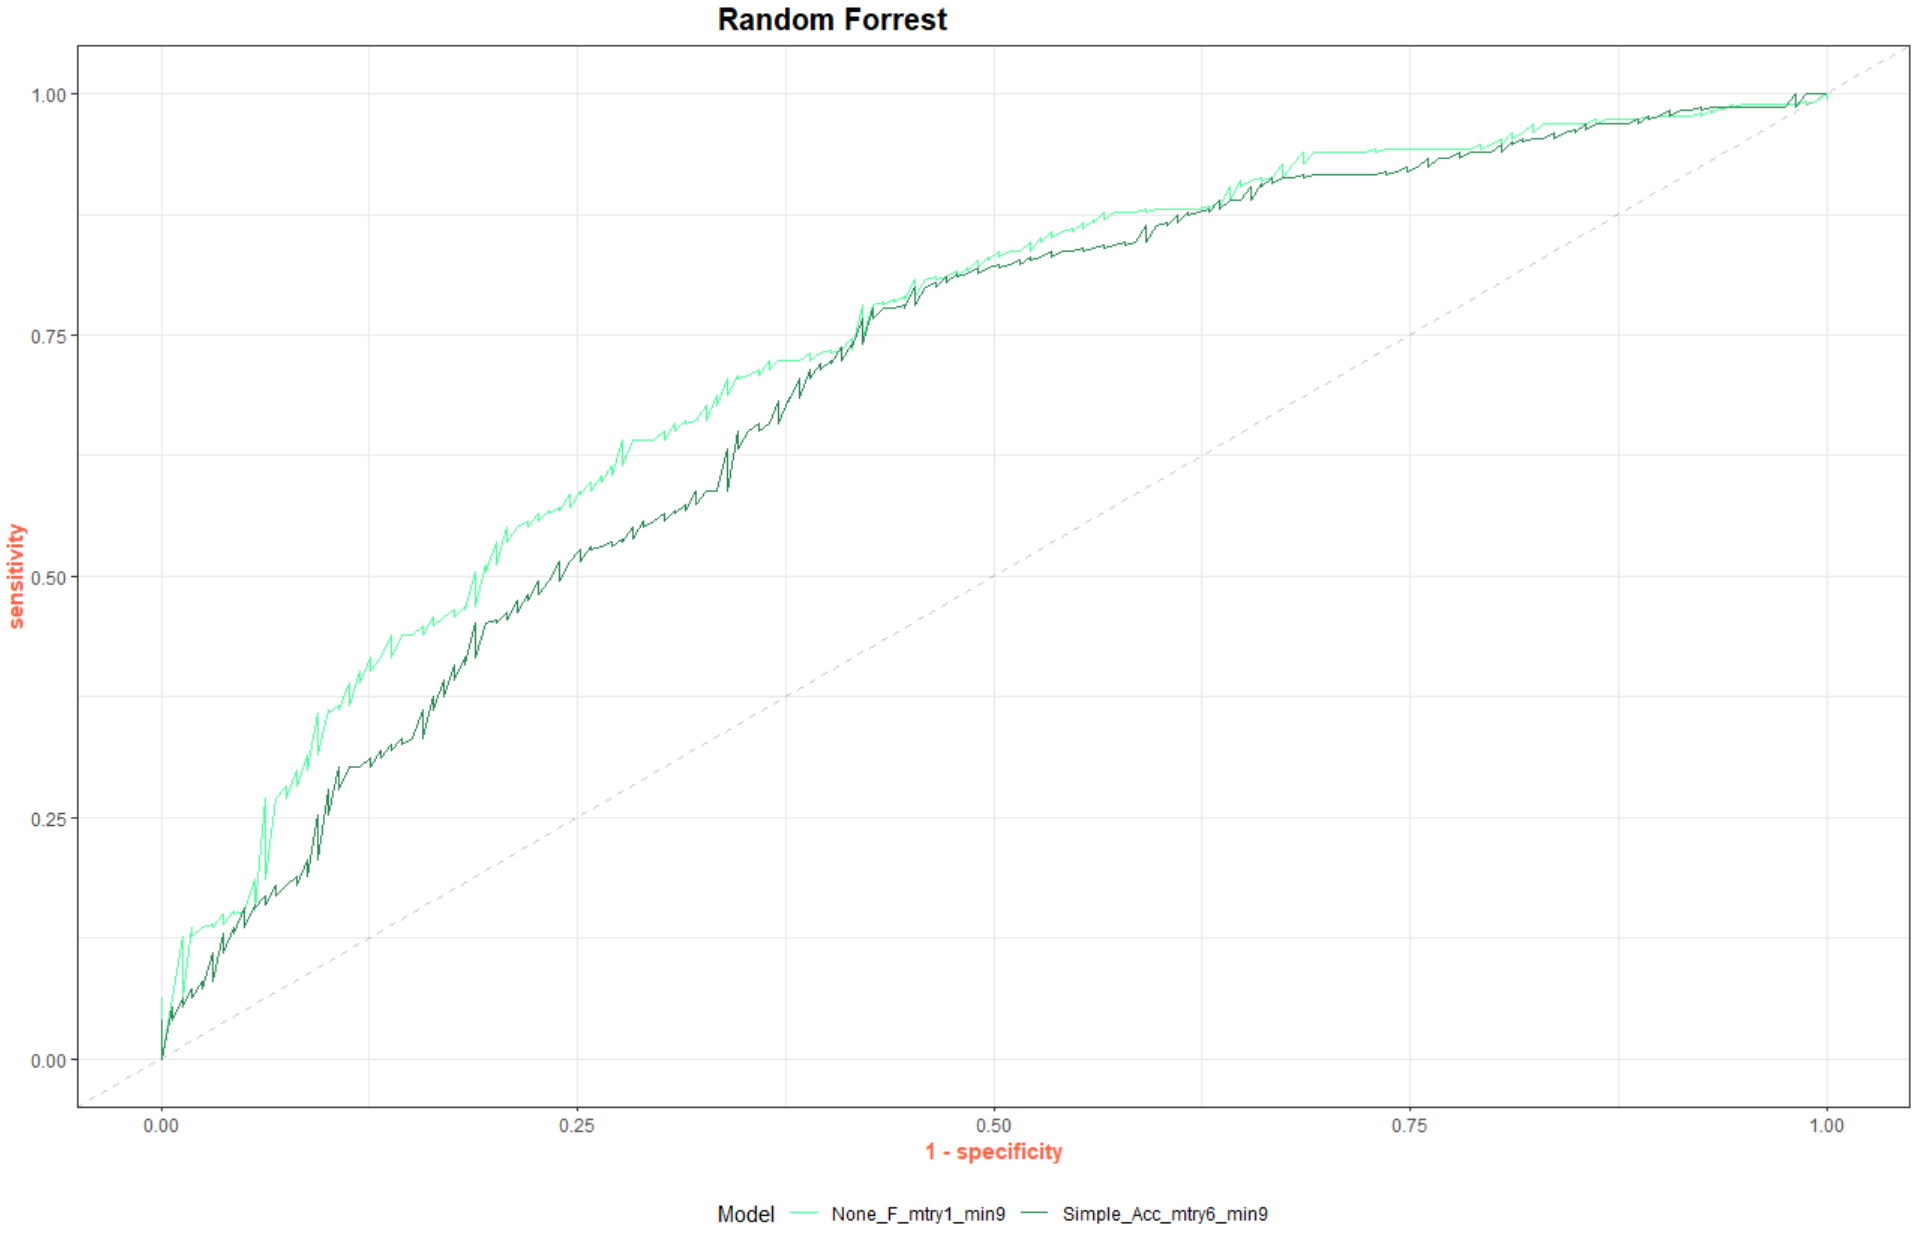 Random Forrest
1.00
0.75
0.50
0.25
0.00
sensitivity
0.00 0.25 0.50 0.75 1.00
1 - specificity
Model None_F_mtry1_min9 Simple_Acc_mtry6_min9